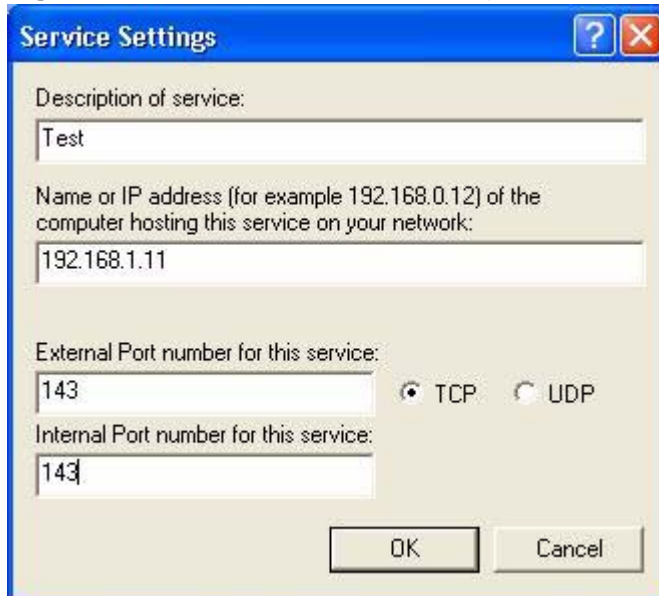 Service Settings
Description of service:
Test
Name or IP address (for example 192.168.0.12) of the
computer hosting this service on your network:
192.168.1.11
External Port number for this service:
143
TCP
UDP
Internal Port number for this service:
143
OK
Cancel